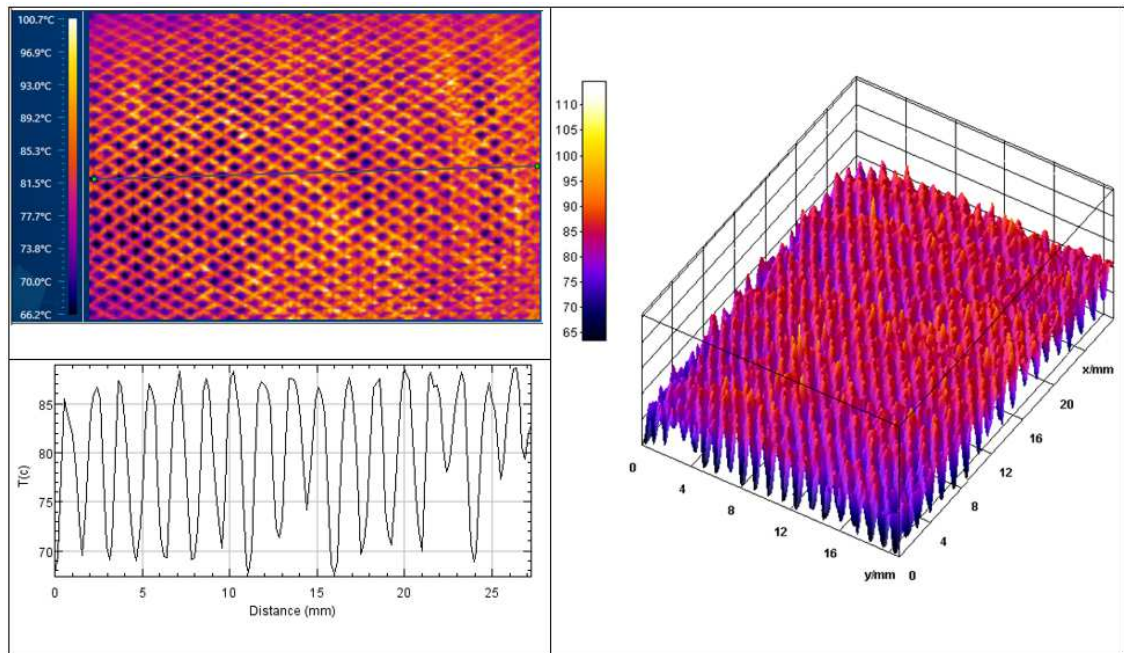 100.7°C
96.9°C
93.0°C
89.2°C
85.3°C
81.5°C
77.7°C
73.8°C
70.0°C
66.2°C
110
105
100
95
90
85
80
75
70
65
0
4
8
12
16
y/mm
0
4
8
12
16
20
x/mm
85
80
75
70
T(c)
0 5 10 15 20 25
Distance (mm)